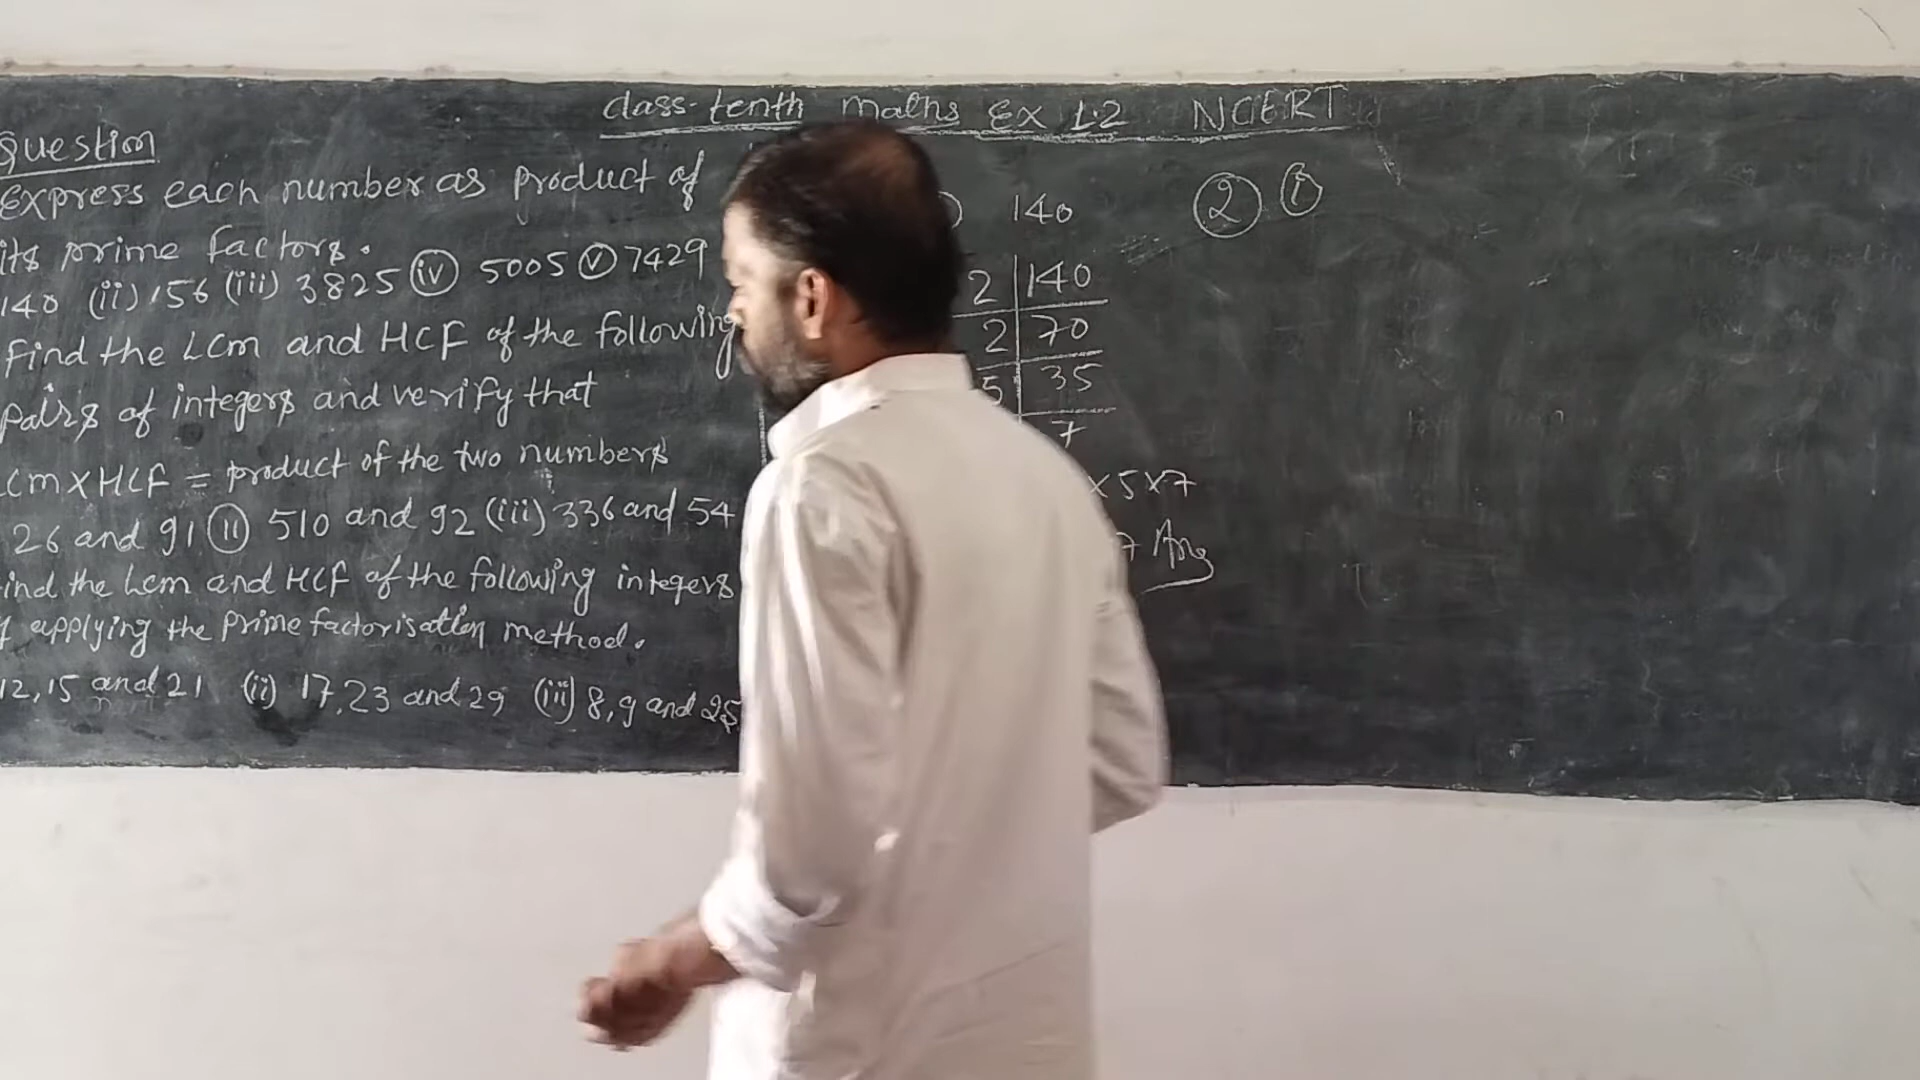 class-tenth maths Ex 1.2 NCERT
Question
Express each number as product of
its prime factors.
140 (ii) 156 (iii) 3825 (iv) 5005 (v) 7429
Find the LCM and HCF of the following
pairs of integers and verify that
LCM X HCF = product of the two numbers
26 and 91 (ii) 510 and 92 (iii) 336 and 54
ind the Lcm and HCF of the following integers
applying the prime factorisation method.
12, 15 and 21 (ii) 17, 23 and 29 (iii) 8, 9 and 25
140
2 140
2 70
5 35
7
x 5 x 7
7 Ans
(2) (i)